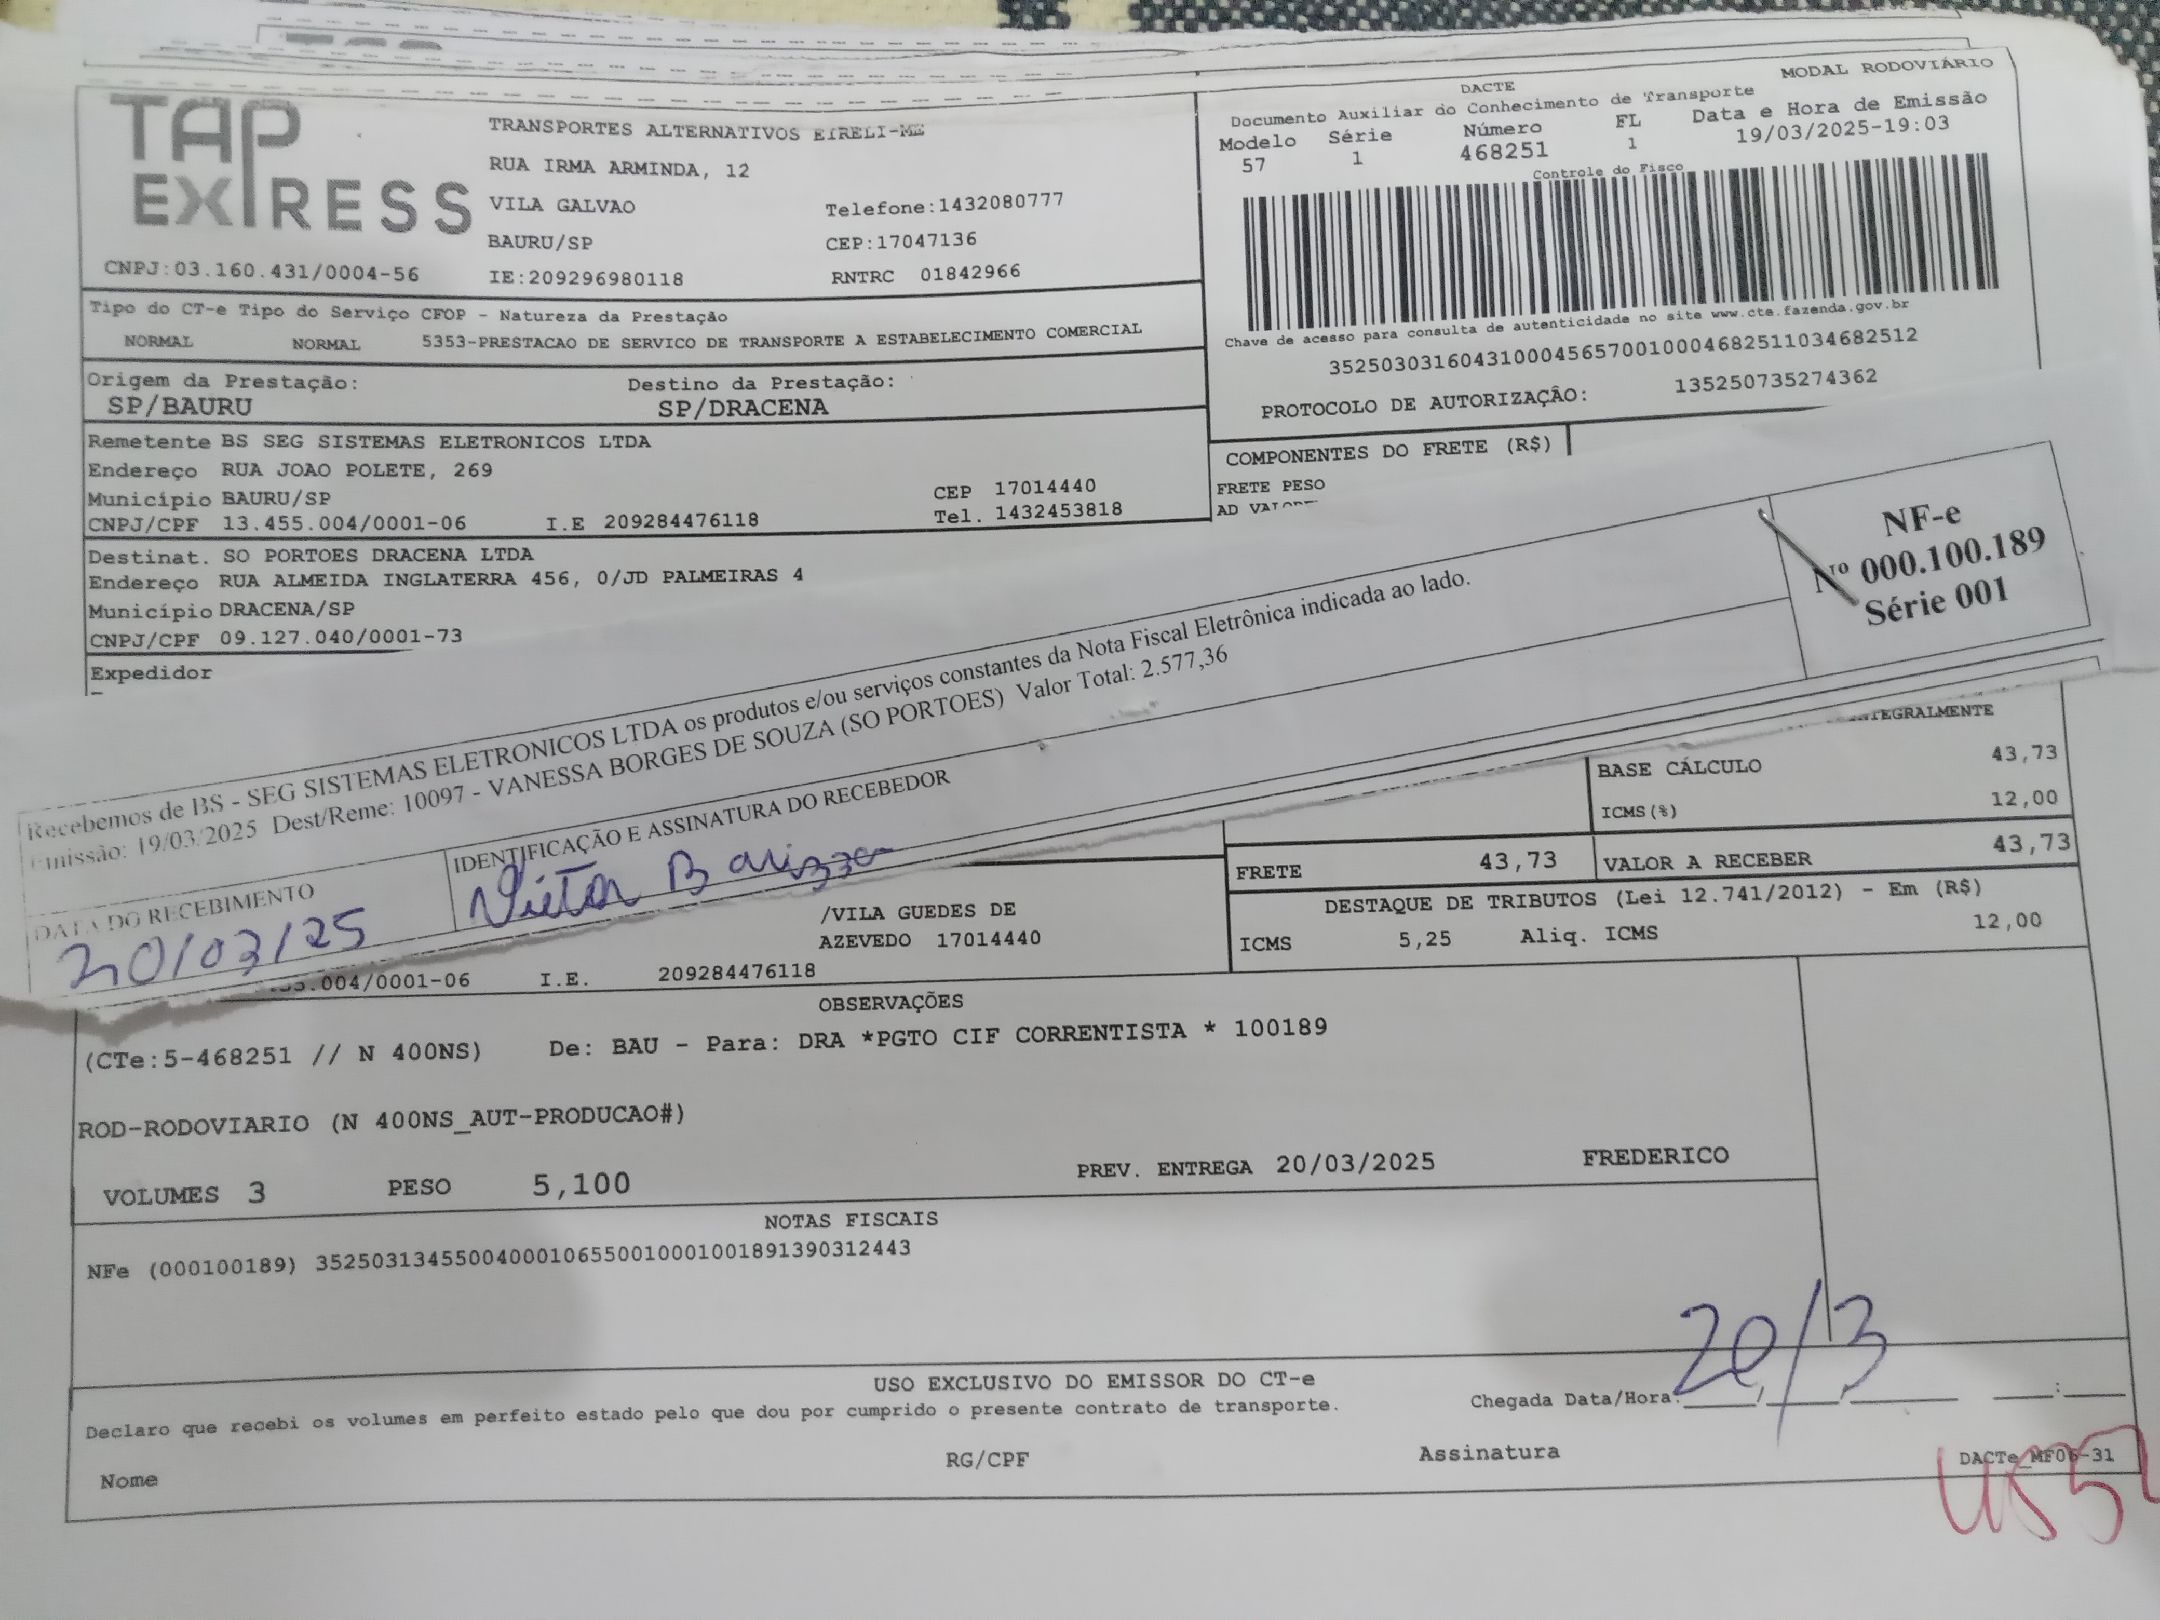 TAP
EXPRESS
CNPJ:03.160.431/0004-56
TRANSPORTES ALTERNATIVOS EIRELI-ME
RUA IRMA ARMINDA, 12
VILA GALVAO Telefone:1432080777
BAURU/SP CEP:17047136
IE:209296980118 RNTRC 01842966
MODAL RODOVIÁRIO
DACTE
Documento Auxiliar do Conhecimento de Transporte
Modelo Série Número FL Data e Hora de Emissão
57 1 468251 1 19/03/2025-19:03
Controle do Fisco
Chave de acesso para consulta de autenticidade no site www.cte.fazenda.gov.br
35250303160431000456570010004682511034682512
PROTOCOLO DE AUTORIZAÇÃO: 135250735274362
Tipo do CT-e Tipo do Serviço CFOP - Natureza da Prestação
NORMAL NORMAL 5353-PRESTACAO DE SERVICO DE TRANSPORTE A ESTABELECIMENTO COMERCIAL
Origem da Prestação: Destino da Prestação:
SP/BAURU SP/DRACENA
Remetente BS SEG SISTEMAS ELETRONICOS LTDA
Endereço RUA JOAO POLETE, 269
Município BAURU/SP CEP 17014440
CNPJ/CPF 13.455.004/0001-06 I.E 209284476118 Tel. 1432453818
Destinat. SO PORTOES DRACENA LTDA
Endereço RUA ALMEIDA INGLATERRA 456, 0/JD PALMEIRAS 4
Município DRACENA/SP
CNPJ/CPF 09.127.040/0001-73
Expedidor
COMPONENTES DO FRETE (R$)
FRETE PESO
AD VALOR
NF-e
Nº 000.100.189
Série 001
Recebemos de BS - SEG SISTEMAS ELETRONICOS LTDA os produtos e/ou serviços constantes da Nota Fiscal Eletrônica indicada ao lado.
Emissão: 19/03/2025 Dest/Reme: 10097 - VANESSA BORGES DE SOUZA (SO PORTOES) Valor Total: 2.577,36
DATA DO RECEBIMENTO IDENTIFICAÇÃO E ASSINATURA DO RECEBEDOR
20/03/25 Victor Barizza
TEGRALMENTE
BASE CÁLCULO 43,73
ICMS(%) 12,00
FRETE 43,73 VALOR A RECEBER 43,73
DESTAQUE DE TRIBUTOS (Lei 12.741/2012) - Em (R$)
ICMS 5,25 Aliq. ICMS 12,00
/VILA GUEDES DE
AZEVEDO 17014440
.004/0001-06 I.E. 209284476118
OBSERVAÇÕES
(CTe:5-468251 // N 400NS) De: BAU - Para: DRA *PGTO CIF CORRENTISTA * 100189
ROD-RODOVIARIO (N 400NS_AUT-PRODUCAO#)
VOLUMES 3 PESO 5,100 PREV. ENTREGA 20/03/2025 FREDERICO
NOTAS FISCAIS
NFe (000100189) 35250313455004000106550010001001891390312443
USO EXCLUSIVO DO EMISSOR DO CT-e
Declaro que recebi os volumes em perfeito estado pelo que dou por cumprido o presente contrato de transporte.
Chegada Data/Hora: 20/3
Nome RG/CPF Assinatura DACTe_MF06-31